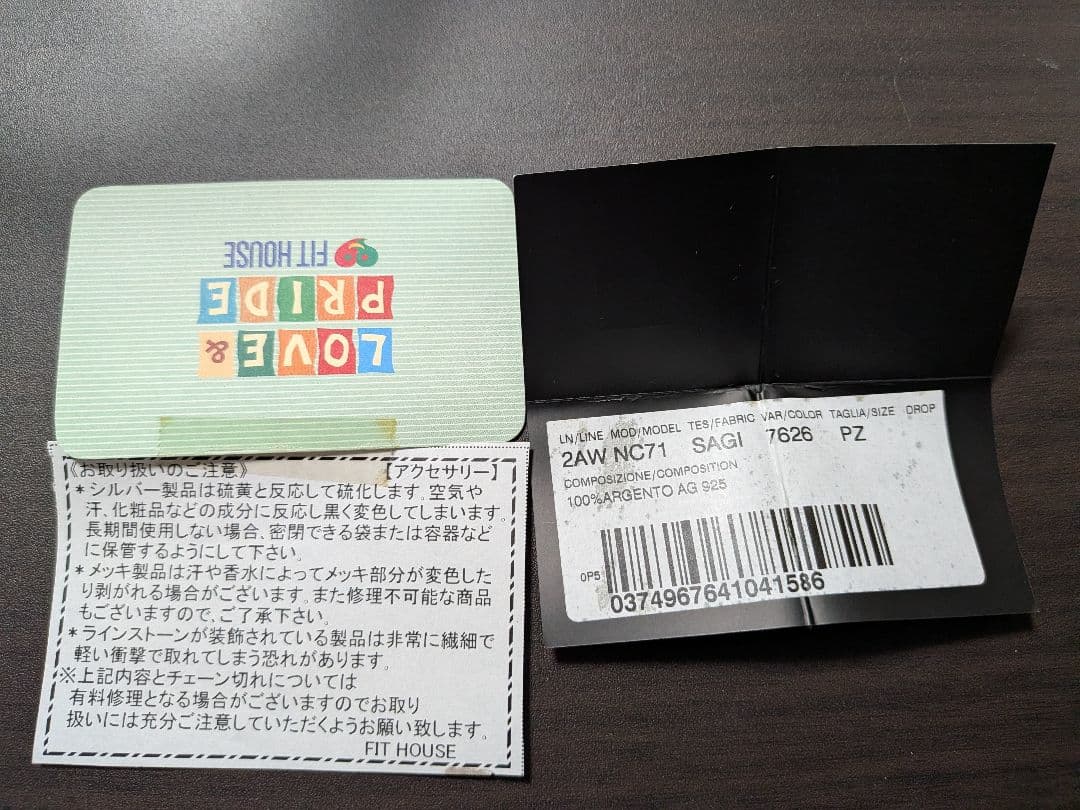 LOVE &
PRIDE
FIT HOUSE
《お取り扱いのご注意》 【アクセサリー】
*シルバー製品は硫黄と反応して硫化します。空気や
汗、化粧品などの成分に反応し黒く変色してしまいます。
長期間使用しない場合、密閉できる袋または容器など
に保管するようにして下さい。
*メッキ製品は汗や香水によってメッキ部分が変色した
り剥がれる場合がございます。また修理不可能な商品
もございますので、ご了承下さい。
*ラインストーンが装飾されている製品は非常に繊細で
軽い衝撃で取れてしまう恐れがあります。
※上記内容とチェーン切れについては
有料修理となる場合がございますのでお取り
扱いには充分ご注意していただくようお願い致します。
FIT HOUSE
LN/LINE MOD/MODEL TES/FABRIC VAR/COLOR TAGLIA/SIZE DROP
2AW NC71 SAGI 7626 PZ
COMPOSIZIONE/COMPOSITION
100%ARGENTO AG 925
0P5
0374967641041586